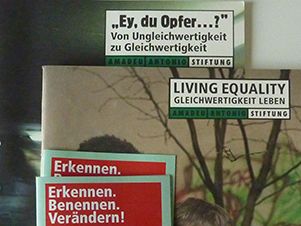 „Ey, du Opfer...?"
Von Ungleichwertigkeit
zu Gleichwertigkeit
AMADEU ANTONIO STIFTUNG
LIVING EQUALITY
GLEICHWERTIGKEIT LEBEN
AMADEU ANTONIO STIFTUNG
Erkennen.
Erkennen.
Benennen.
Verändern!